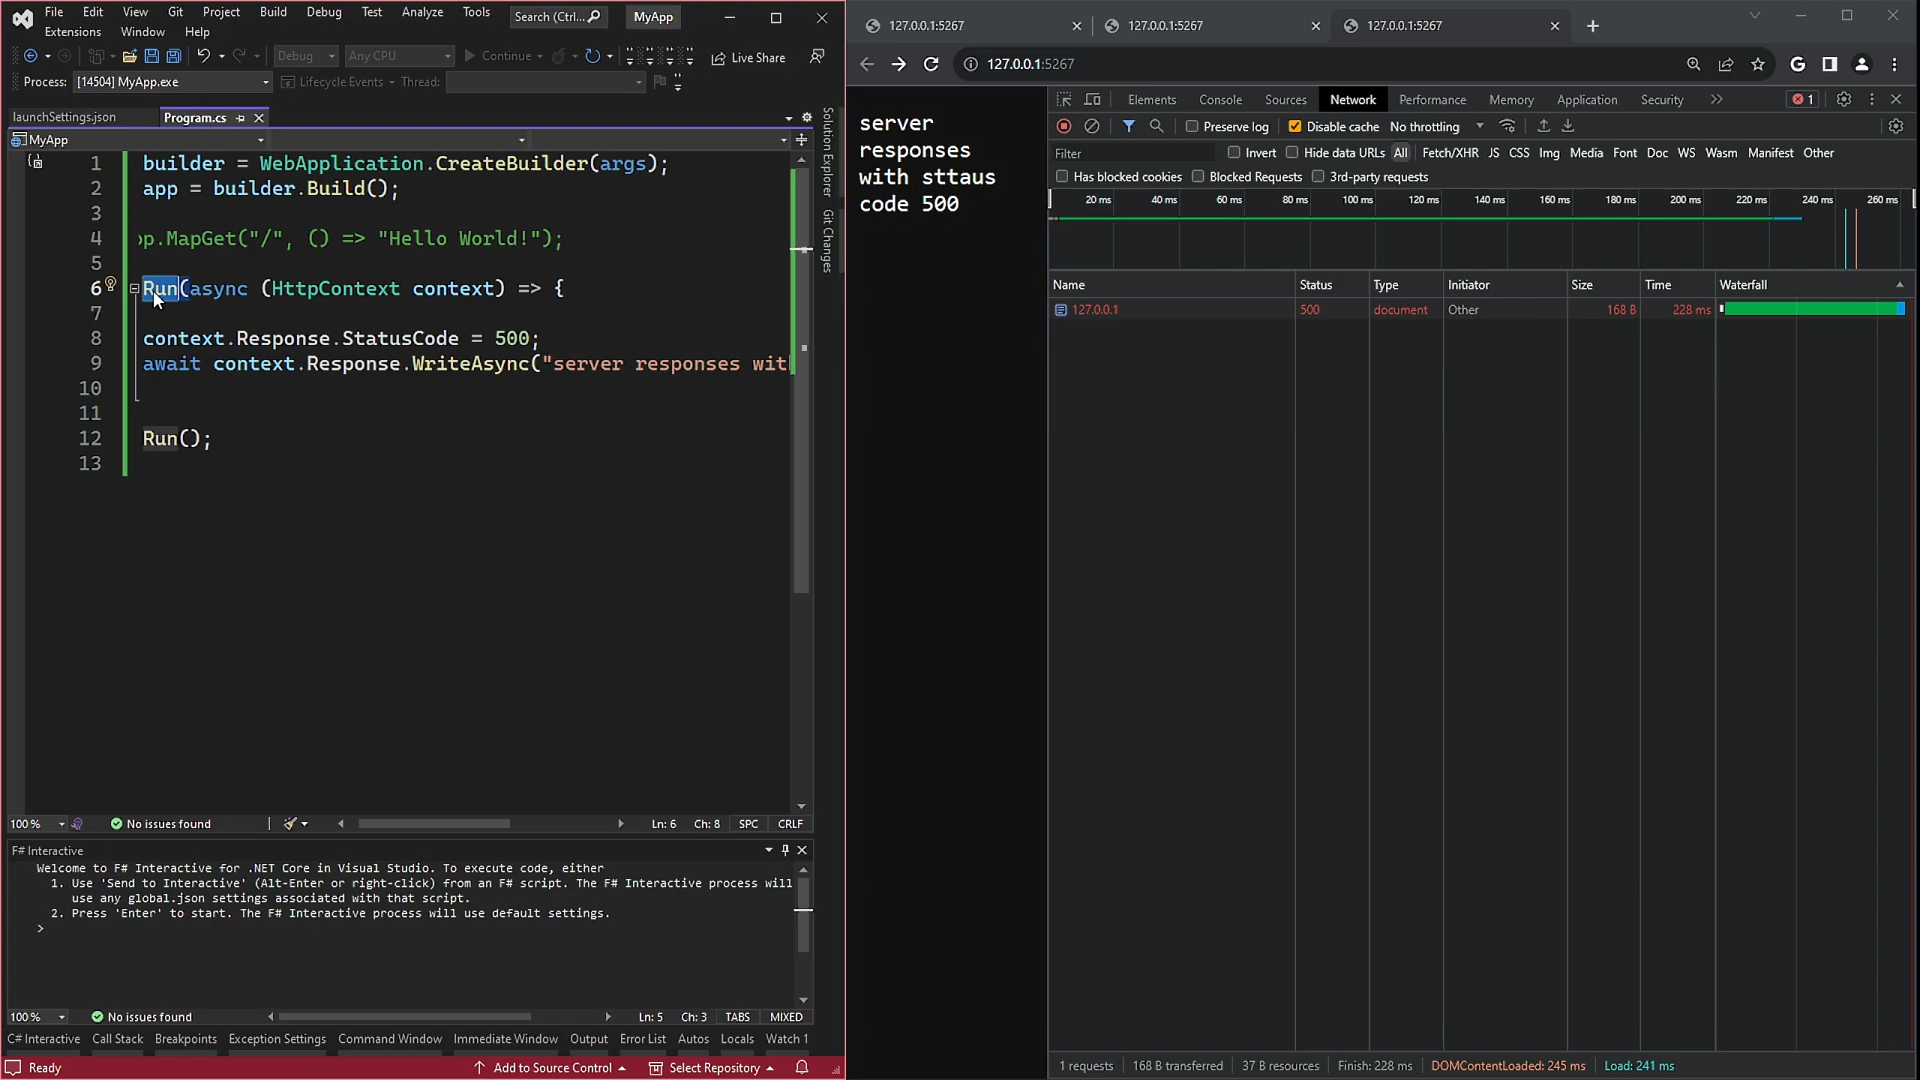 File Edit View Git Project Build Debug Test Analyze Tools Search (Ctrl... MyApp
Extensions Window Help
Debug Any CPU Continue Live Share
Process: [14504] MyApp.exe Lifecycle Events Thread:
launchSettings.json Program.cs
MyApp
1 builder = WebApplication.CreateBuilder(args);
2 app = builder.Build();
3
4 pp.MapGet("/", () => "Hello World!");
5
6 Run(async (HttpContext context) => {
7
8 context.Response.StatusCode = 500;
9 await context.Response.WriteAsync("server responses wit
10
11
12 Run();
13
Solution Explorer
Git Changes
100 % No issues found Ln: 6 Ch: 8 SPC CRLF
F# Interactive
Welcome to F# Interactive for .NET Core in Visual Studio. To execute code, either
1. Use 'Send to Interactive' (Alt-Enter or right-click) from an F# script. The F# Interactive process will
use any global.json settings associated with that script.
2. Press 'Enter' to start. The F# Interactive process will use default settings.
>
100 % No issues found Ln: 5 Ch: 3 TABS MIXED
C# Interactive Call Stack Breakpoints Exception Settings Command Window Immediate Window Output Error List Autos Locals Watch 1
Ready Add to Source Control Select Repository
127.0.0.1:5267 127.0.0.1:5267 127.0.0.1:5267
127.0.0.1:5267
server
responses
with sttaus
code 500
Elements Console Sources Network Performance Memory Application Security 1
Preserve log Disable cache No throttling
Filter Invert Hide data URLs All Fetch/XHR JS CSS Img Media Font Doc WS Wasm Manifest Other
Has blocked cookies Blocked Requests 3rd-party requests
20 ms 40 ms 60 ms 80 ms 100 ms 120 ms 140 ms 160 ms 180 ms 200 ms 220 ms 240 ms 260 ms
Name Status Type Initiator Size Time Waterfall
127.0.0.1 500 document Other 168 B 228 ms
1 requests 168 B transferred 37 B resources Finish: 228 ms DOMContentLoaded: 245 ms Load: 241 ms